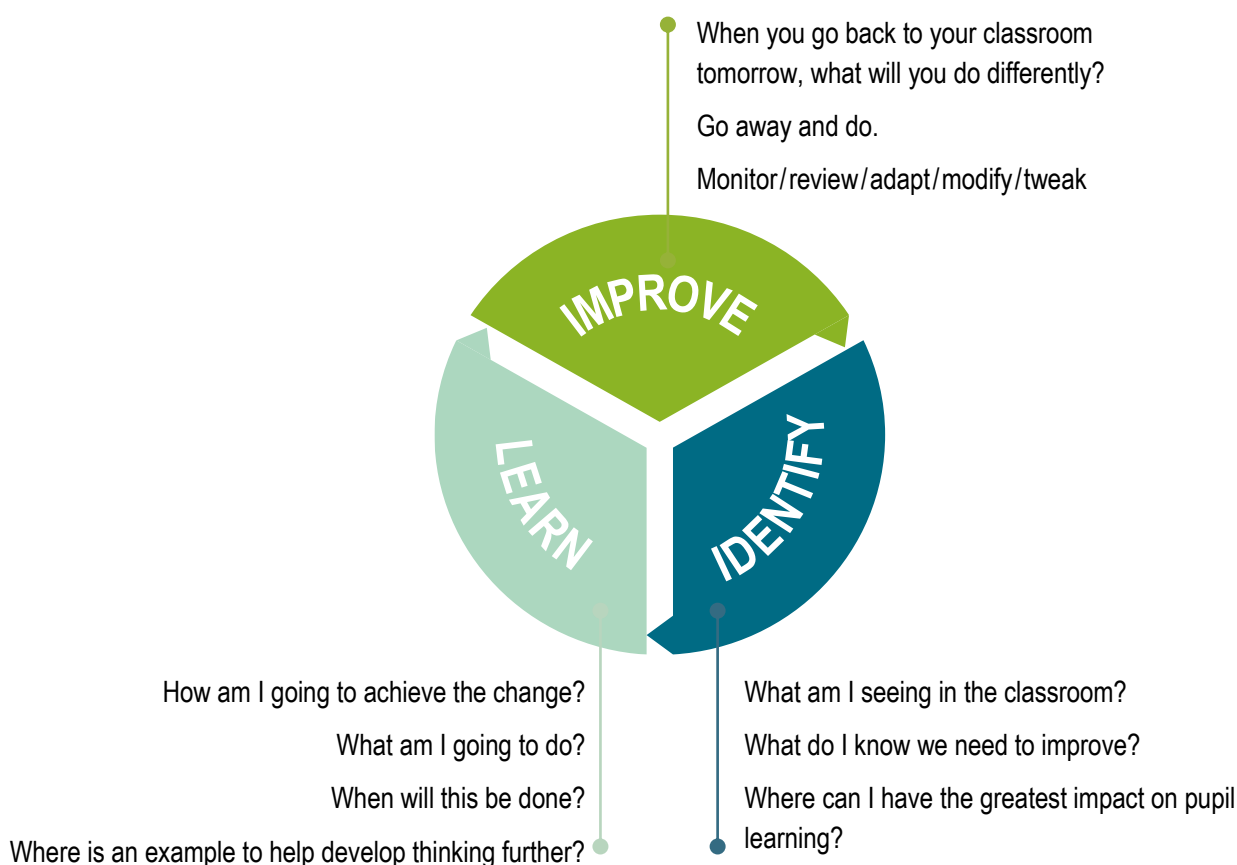 When you go back to your classroom
tomorrow, what will you do differently?
Go away and do.
Monitor/review/adapt/modify/tweak
IMPROVE
LEARN
IDENTIFY
How am I going to achieve the change?
What am I going to do?
When will this be done?
Where is an example to help develop thinking further?
What am I seeing in the classroom?
What do I know we need to improve?
Where can I have the greatest impact on pupil
learning?